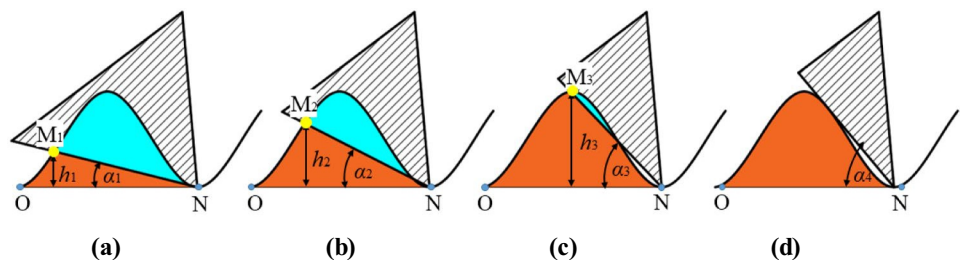 M₁ h₁ α₁ O N
M₂ h₂ α₂ O N
M₃ h₃ α₃ O N
α₄ O N
(a) (b) (c) (d)